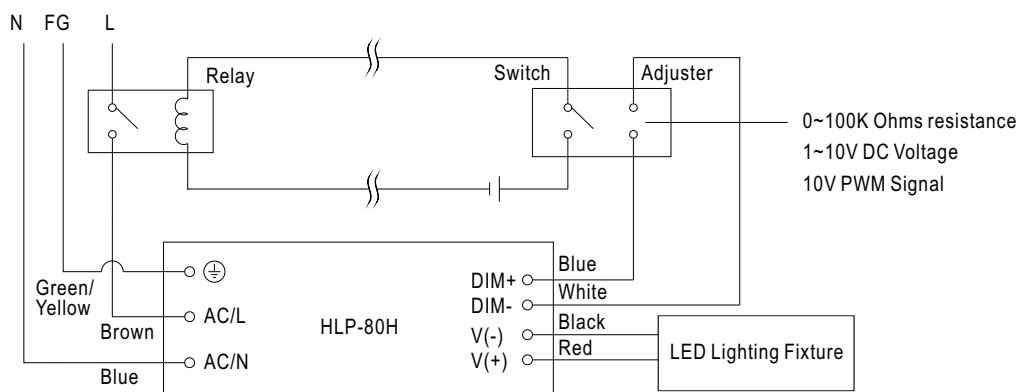 N FG L
Relay
Switch
Adjuster
0~100K Ohms resistance
1~10V DC Voltage
10V PWM Signal
Green/
Yellow
Brown
Blue
AC/L
AC/N
HLP-80H
DIM+
DIM-
V(-)
V(+)
Blue
White
Black
Red
LED Lighting Fixture